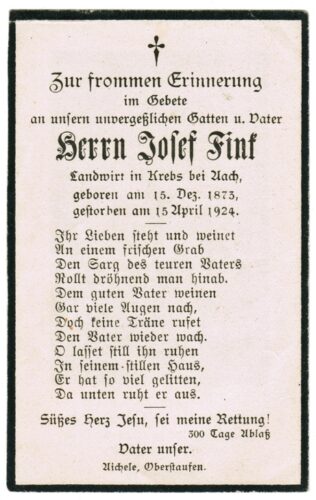 Zur frommen Erinnerung
im Gebete
an unsern unvergeßlichen Gatten u. Vater
Herrn Josef Fink
Landwirt in Krebs bei Aach,
geboren am 15. Dez. 1873,
gestorben am 15 April 1924.
Ihr Lieben steht und weinet
An einem frischen Grab
Den Sarg des teuren Vaters
Rollt dröhnend man hinab.
Dem guten Vater weinen
Gar viele Augen nach,
Doch keine Träne rufet
Den Vater wieder wach.
O lasset still ihn ruhen
In seinem stillen Haus,
Er hat so viel gelitten,
Da unten ruht er aus.
Süßes Herz Jesu, sei meine Rettung!
300 Tage Ablaß
Vater unser.
Aichele, Oberstaufen.